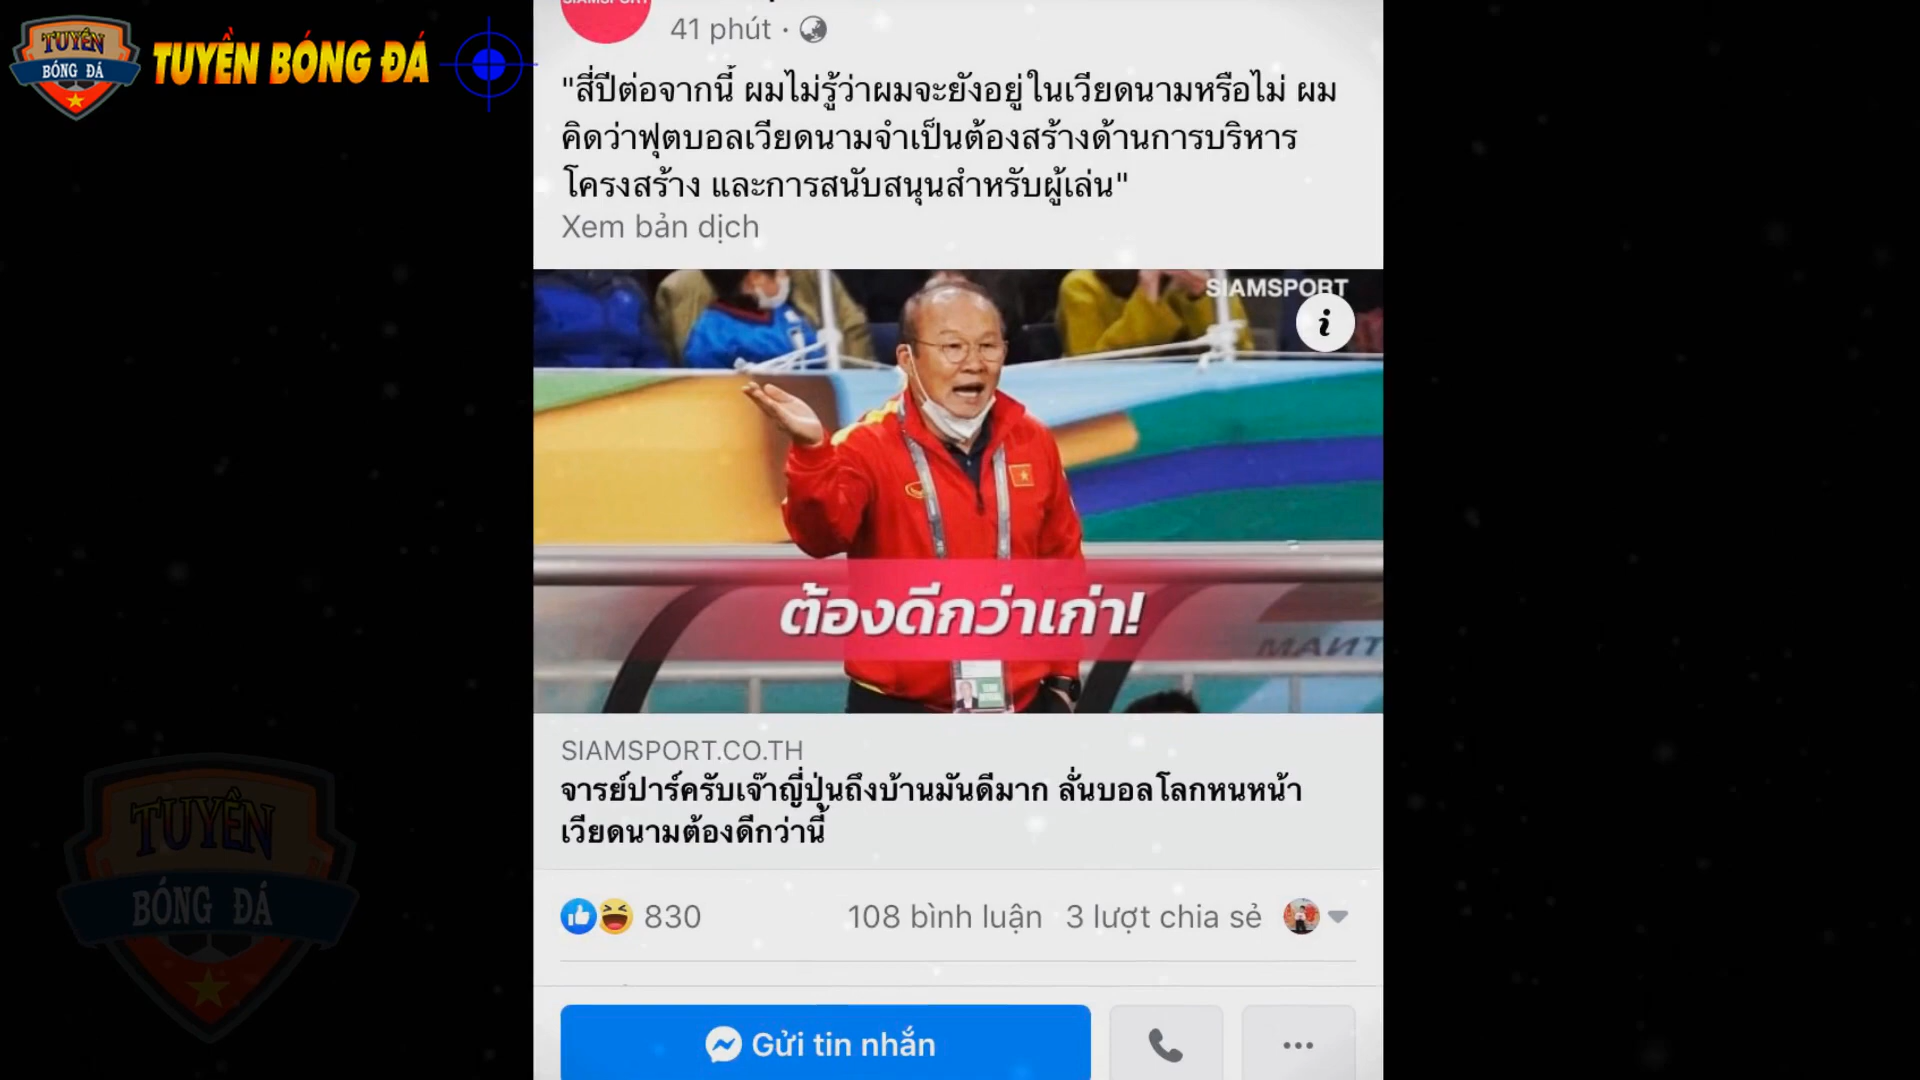 TUYỀN
BÓNG ĐÁ
TUYỀN BÓNG ĐÁ
SIAMSPORT
41 phút ·
"สี่ปีต่อจากนี้ ผมไม่รู้ว่าผมจะยังอยู่ในเวียดนามหรือไม่ ผม
คิดว่าฟุตบอลเวียดนามจำเป็นต้องสร้างด้านการบริหาร
โครงสร้าง และการสนับสนุนสำหรับผู้เล่น"
Xem bản dịch
SIAMSPORT
i
ต้องดีกว่าเก่า!
SIAMSPORT.CO.TH
จารย์ปาร์ครับเจ๊าญี่ปุ่นถึงบ้านมันดีมาก ลั่นบอลโลกหนหน้า
เวียดนามต้องดีกว่านี้
830
108 bình luận 3 lượt chia sẻ
Gửi tin nhắn
TUYỀN
BÓNG ĐÁ